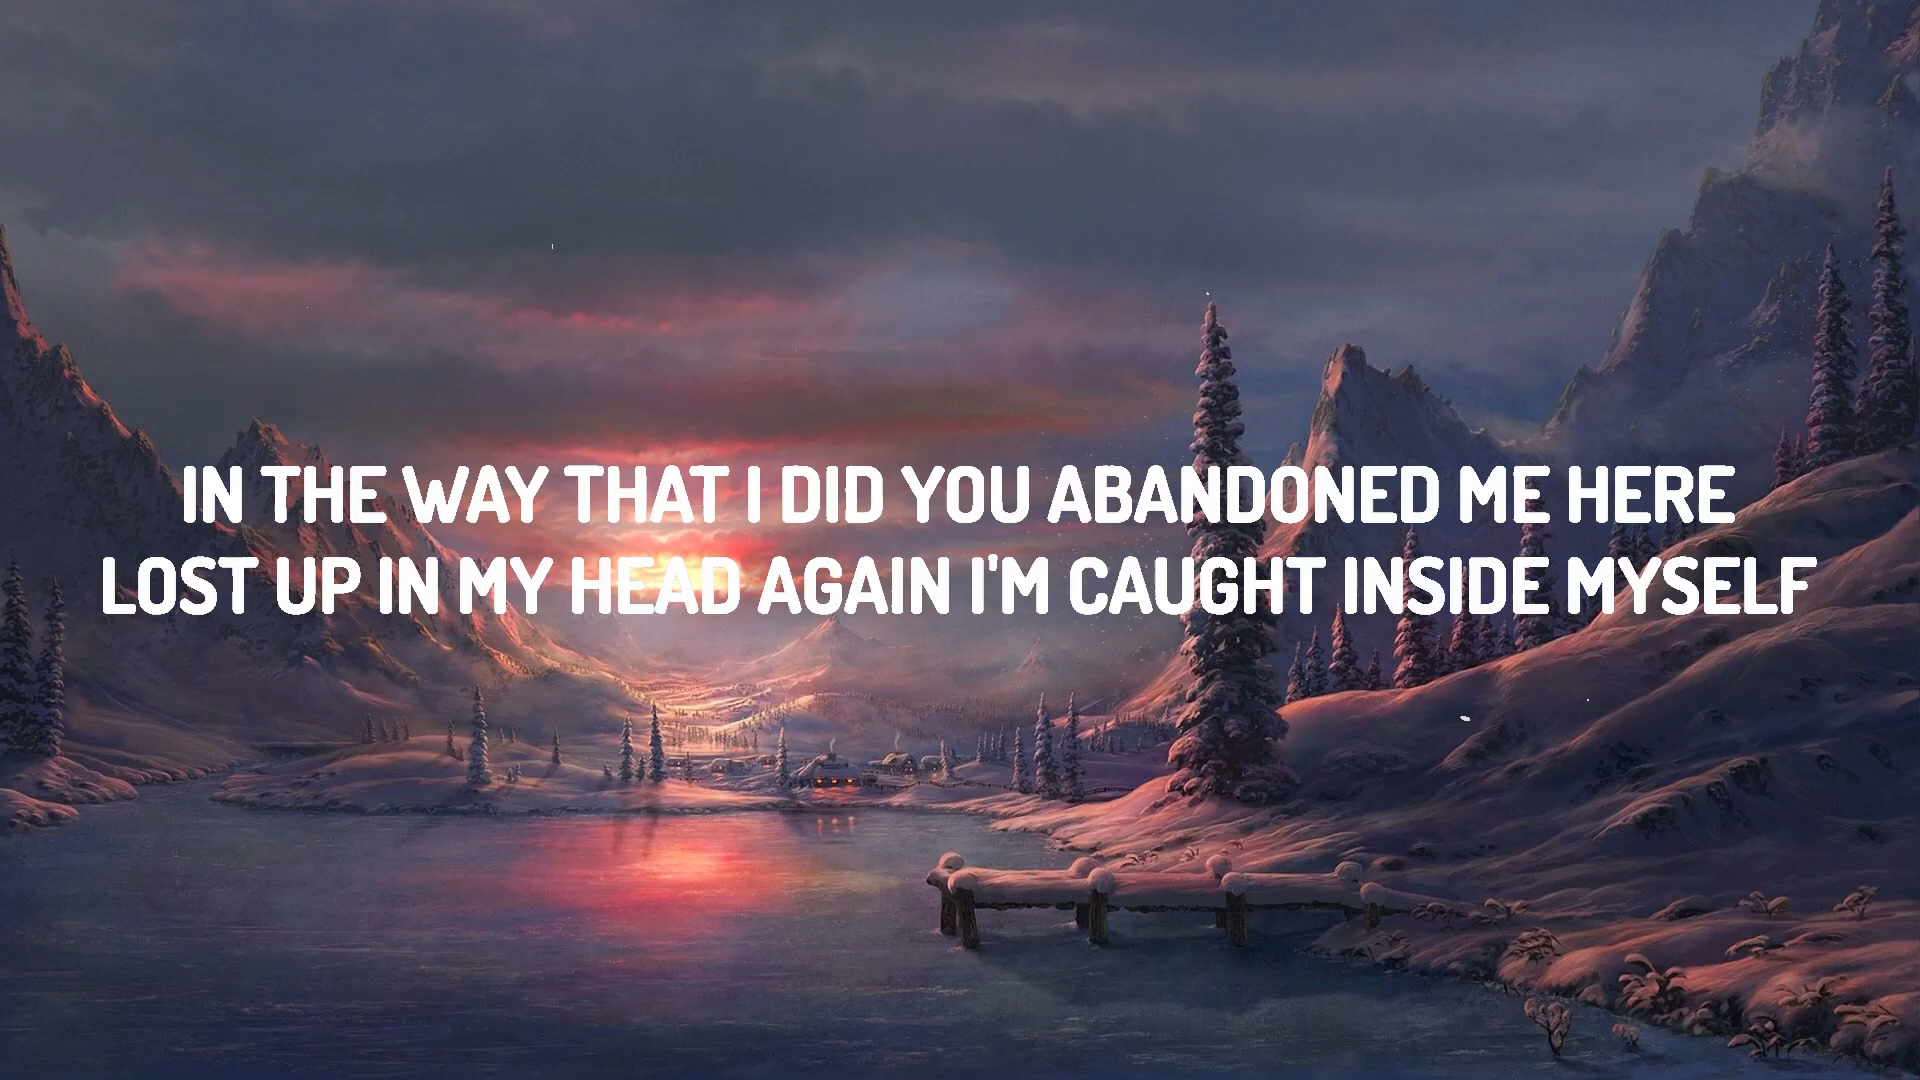 IN THE WAY THAT I DID YOU ABANDONED ME HERE
LOST UP IN MY HEAD AGAIN I'M CAUGHT INSIDE MYSELF